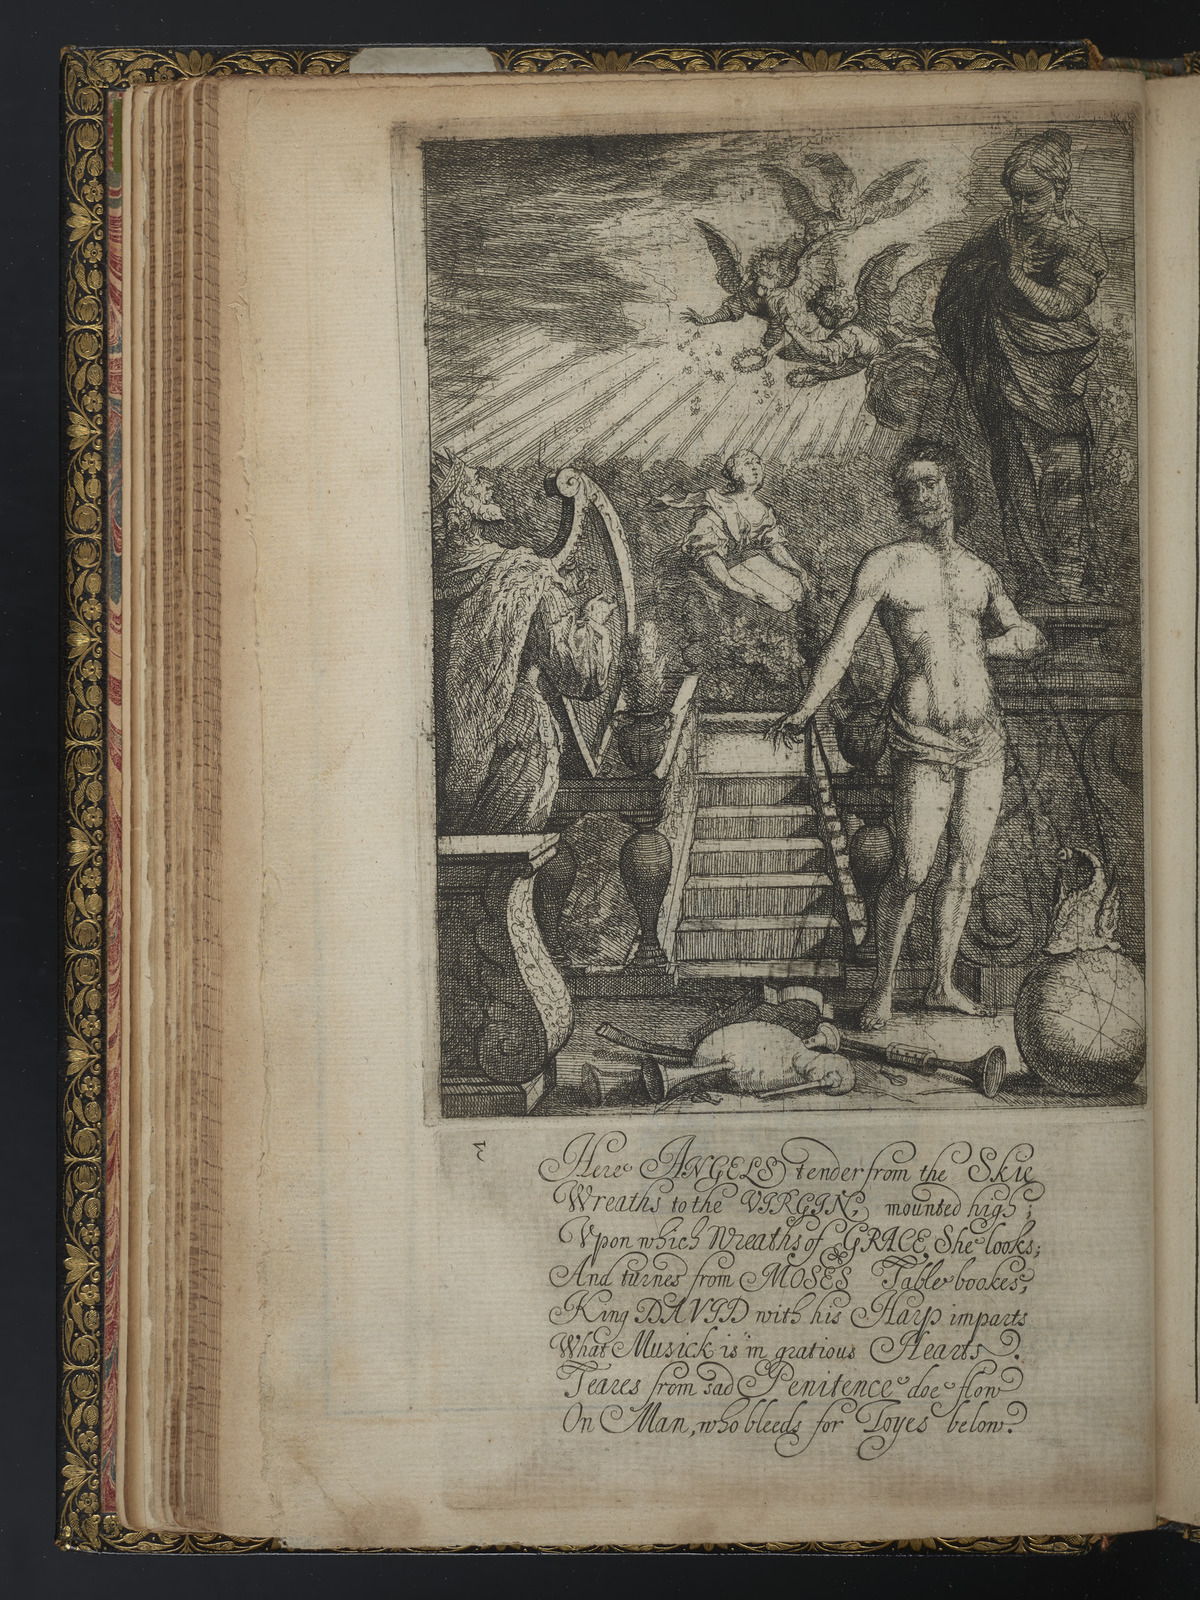 3
Here ANGELS tender from the Skie
Wreaths to the VIRGIN, mounted high;
Vpon which Wreaths of GRACE, She looks;
And turnes from MOSES Table bookes;
King DAVID with his Harp imparts
What Musick is in gratious Hearts.
Teares from sad Penitence doe flow
On Man, who bleeds for Toyes below.